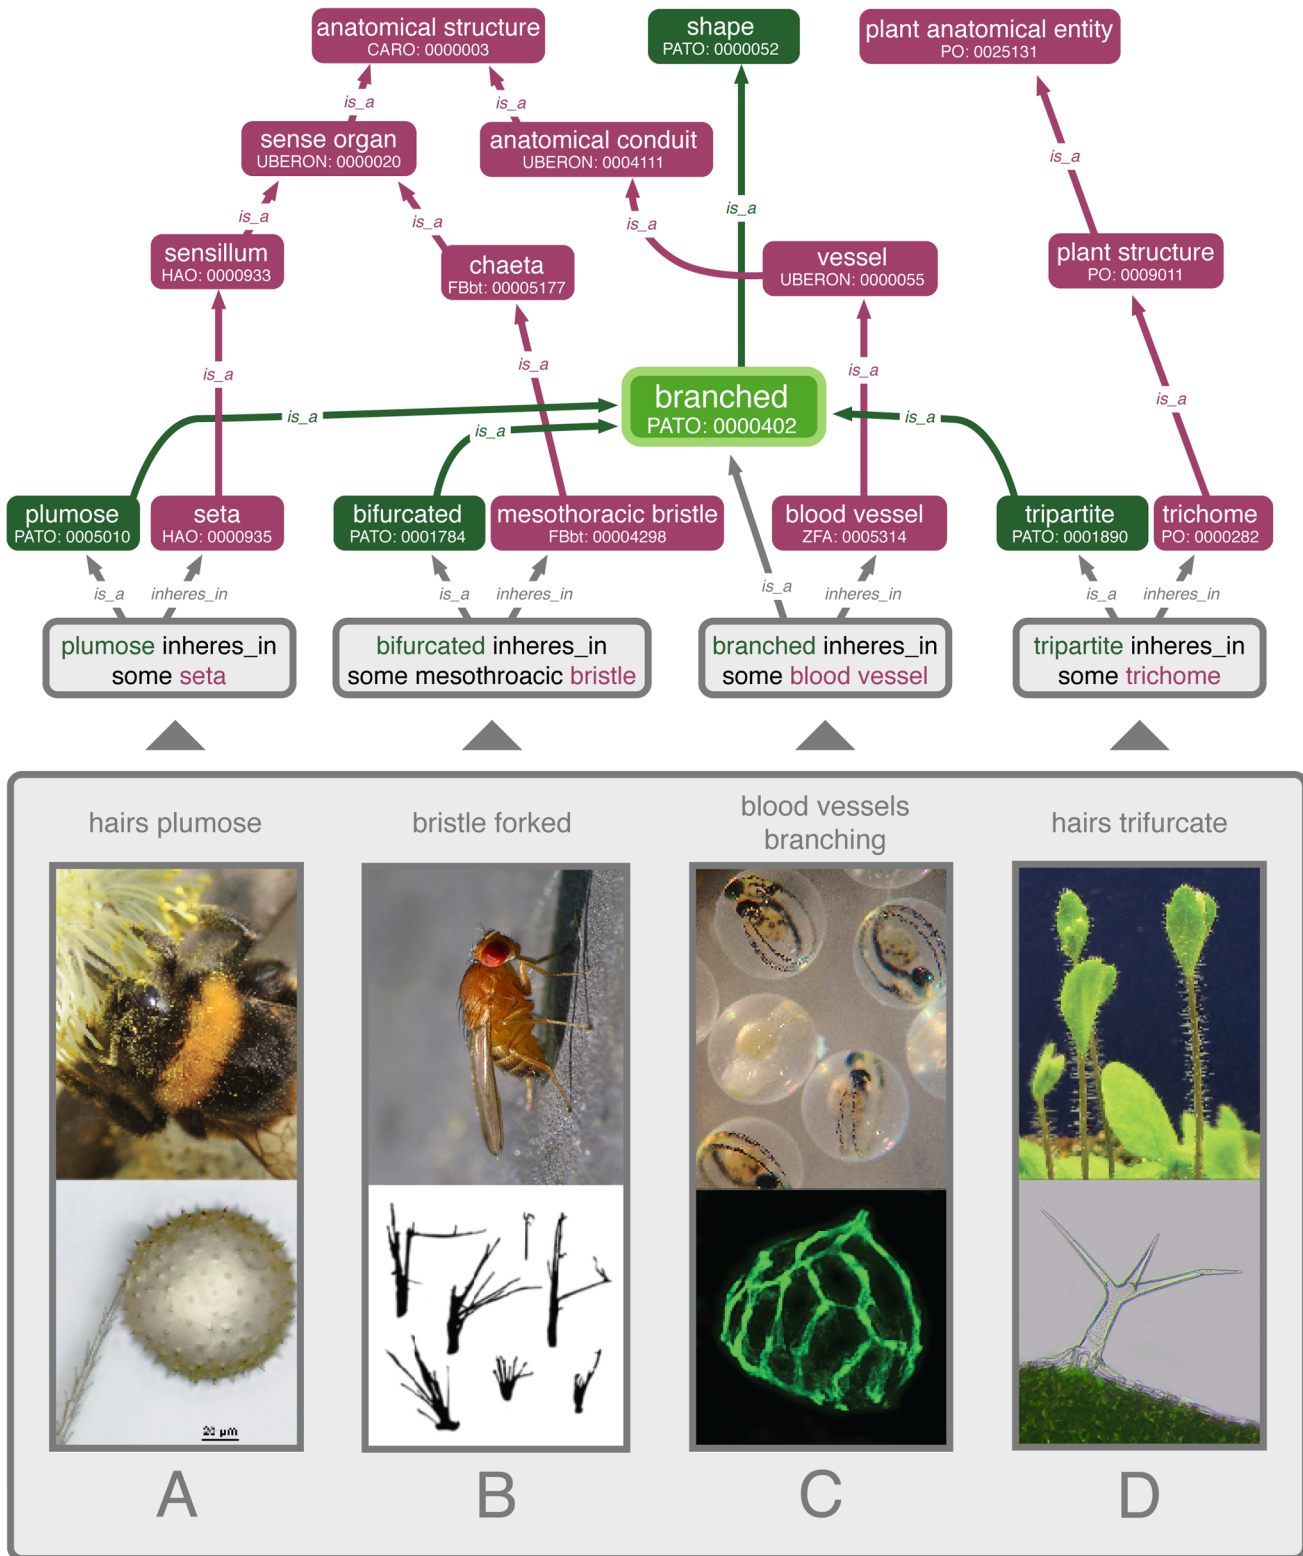 anatomical structure
CARO: 0000003
shape
PATO: 0000052
plant anatomical entity
PO: 0025131
is_a
is_a
sense organ
UBERON: 0000020
anatomical conduit
UBERON: 0004111
is_a
is_a
is_a
is_a
is_a
sensillum
HAO: 0000933
chaeta
FBbt: 00005177
vessel
UBERON: 0000055
plant structure
PO: 0009011
is_a
is_a
is_a
is_a
branched
PATO: 0000402
is_a
is_a
is_a
plumose
PATO: 0005010
seta
HAO: 0000935
bifurcated
PATO: 0001784
mesothoracic bristle
FBbt: 00004298
blood vessel
ZFA: 0005314
tripartite
PATO: 0001890
trichome
PO: 0000282
is_a
inheres_in
is_a
inheres_in
is_a
inheres_in
is_a
inheres_in
plumose inheres_in
some seta
bifurcated inheres_in
some mesothroacic bristle
branched inheres_in
some blood vessel
tripartite inheres_in
some trichome
hairs plumose
bristle forked
blood vessels
branching
hairs trifurcate
20 µm
A
B
C
D